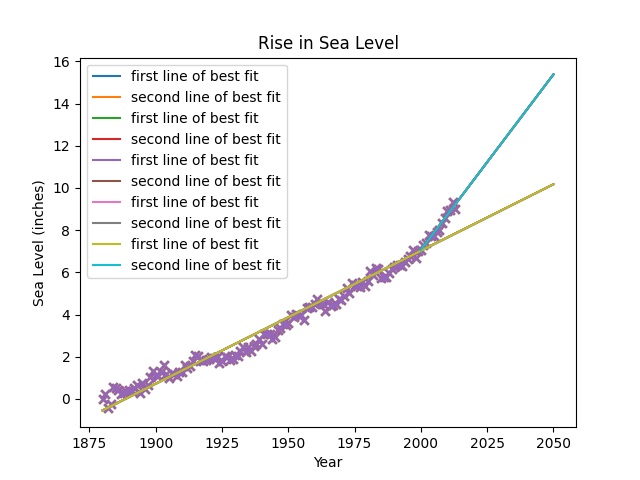 Rise in Sea Level
16
14
12
10
8
6
4
2
0
Sea Level (inches)
first line of best fit
second line of best fit
first line of best fit
second line of best fit
first line of best fit
second line of best fit
first line of best fit
second line of best fit
first line of best fit
second line of best fit
1875 1900 1925 1950 1975 2000 2025 2050
Year